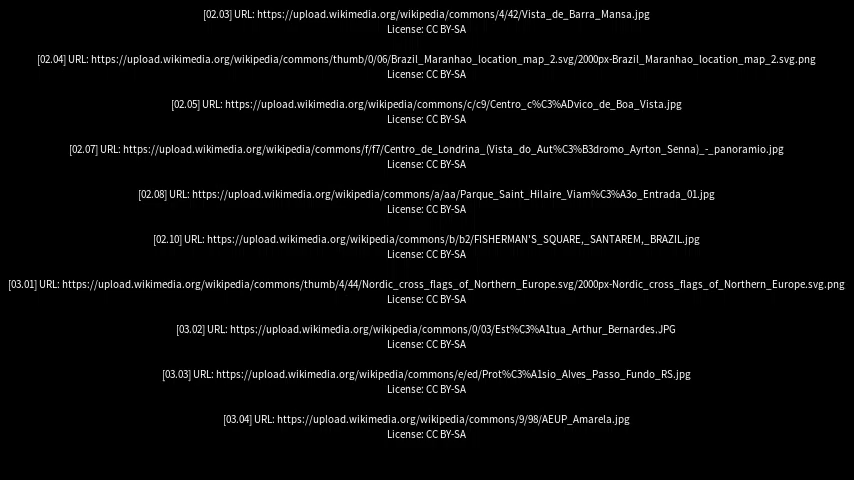 [02.03] URL: https://upload.wikimedia.org/wikipedia/commons/4/42/Vista_de_Barra_Mansa.jpg
License: CC BY-SA
[02.04] URL: https://upload.wikimedia.org/wikipedia/commons/thumb/0/06/Brazil_Maranhao_location_map_2.svg/2000px-Brazil_Maranhao_location_map_2.svg.png
License: CC BY-SA
[02.05] URL: https://upload.wikimedia.org/wikipedia/commons/c/c9/Centro_c%C3%ADvico_de_Boa_Vista.jpg
License: CC BY-SA
[02.07] URL: https://upload.wikimedia.org/wikipedia/commons/f/f7/Centro_de_Londrina_(Vista_do_Aut%C3%B3dromo_Ayrton_Senna)_-_panoramio.jpg
License: CC BY-SA
[02.08] URL: https://upload.wikimedia.org/wikipedia/commons/a/aa/Parque_Saint_Hilaire_Viam%C3%A3o_Entrada_01.jpg
License: CC BY-SA
[02.10] URL: https://upload.wikimedia.org/wikipedia/commons/b/b2/FISHERMAN'S_SQUARE,_SANTAREM,_BRAZIL.jpg
License: CC BY-SA
[03.01] URL: https://upload.wikimedia.org/wikipedia/commons/thumb/4/44/Nordic_cross_flags_of_Northern_Europe.svg/2000px-Nordic_cross_flags_of_Northern_Europe.svg.png
License: CC BY-SA
[03.02] URL: https://upload.wikimedia.org/wikipedia/commons/0/03/Est%C3%A1tua_Arthur_Bernardes.JPG
License: CC BY-SA
[03.03] URL: https://upload.wikimedia.org/wikipedia/commons/e/ed/Prot%C3%A1sio_Alves_Passo_Fundo_RS.jpg
License: CC BY-SA
[03.04] URL: https://upload.wikimedia.org/wikipedia/commons/9/98/AEUP_Amarela.jpg
License: CC BY-SA